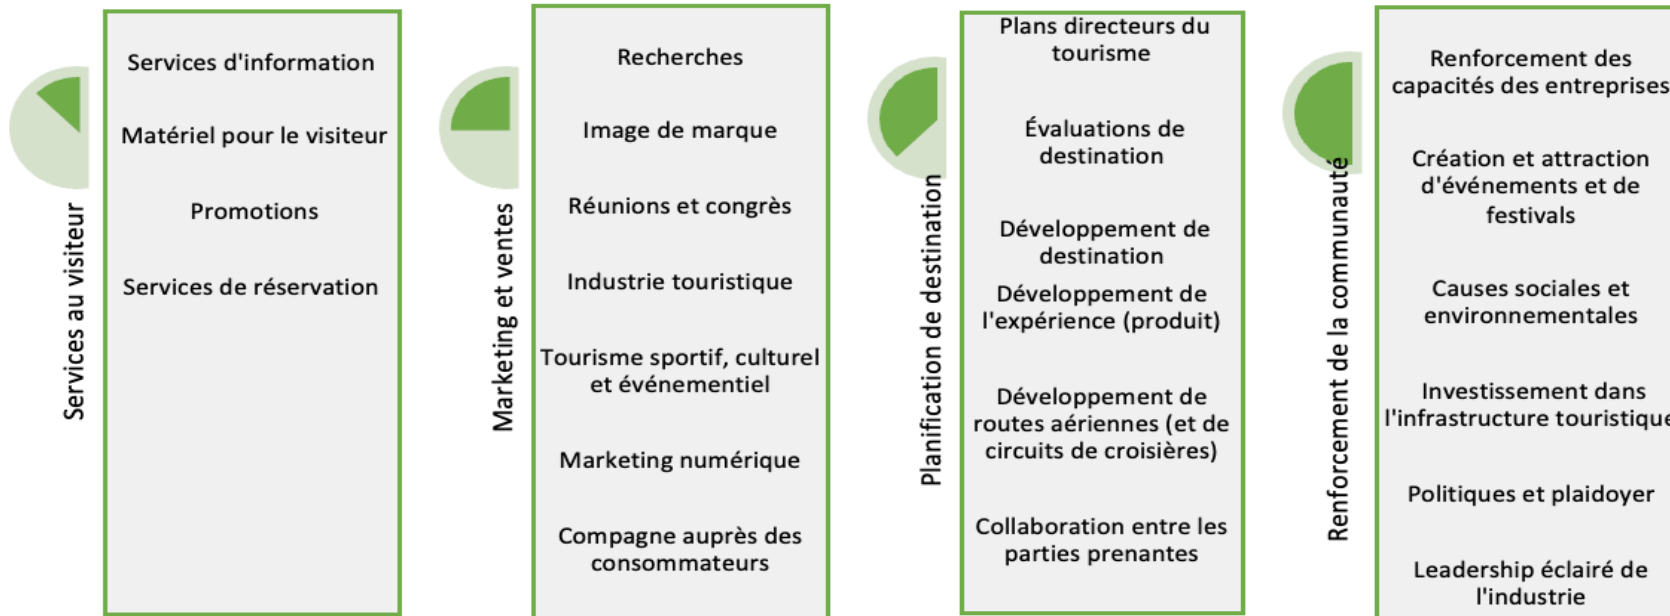 Services au visiteur
Services d'information
Matériel pour le visiteur
Promotions
Services de réservation
Marketing et ventes
Recherches
Image de marque
Réunions et congrès
Industrie touristique
Tourisme sportif, culturel
et événementiel
Marketing numérique
Compagne auprès des
consommateurs
Planification de destination
Plans directeurs du
tourisme
Évaluations de
destination
Développement de
destination
Développement de
l'expérience (produit)
Développement de
routes aériennes (et de
circuits de croisières)
Collaboration entre les
parties prenantes
Renforcement de la communauté
Renforcement des
capacités des entreprises
Création et attraction
d'événements et de
festivals
Causes sociales et
environnementales
Investissement dans
l'infrastructure touristique
Politiques et plaidoyer
Leadership éclairé de
l'industrie